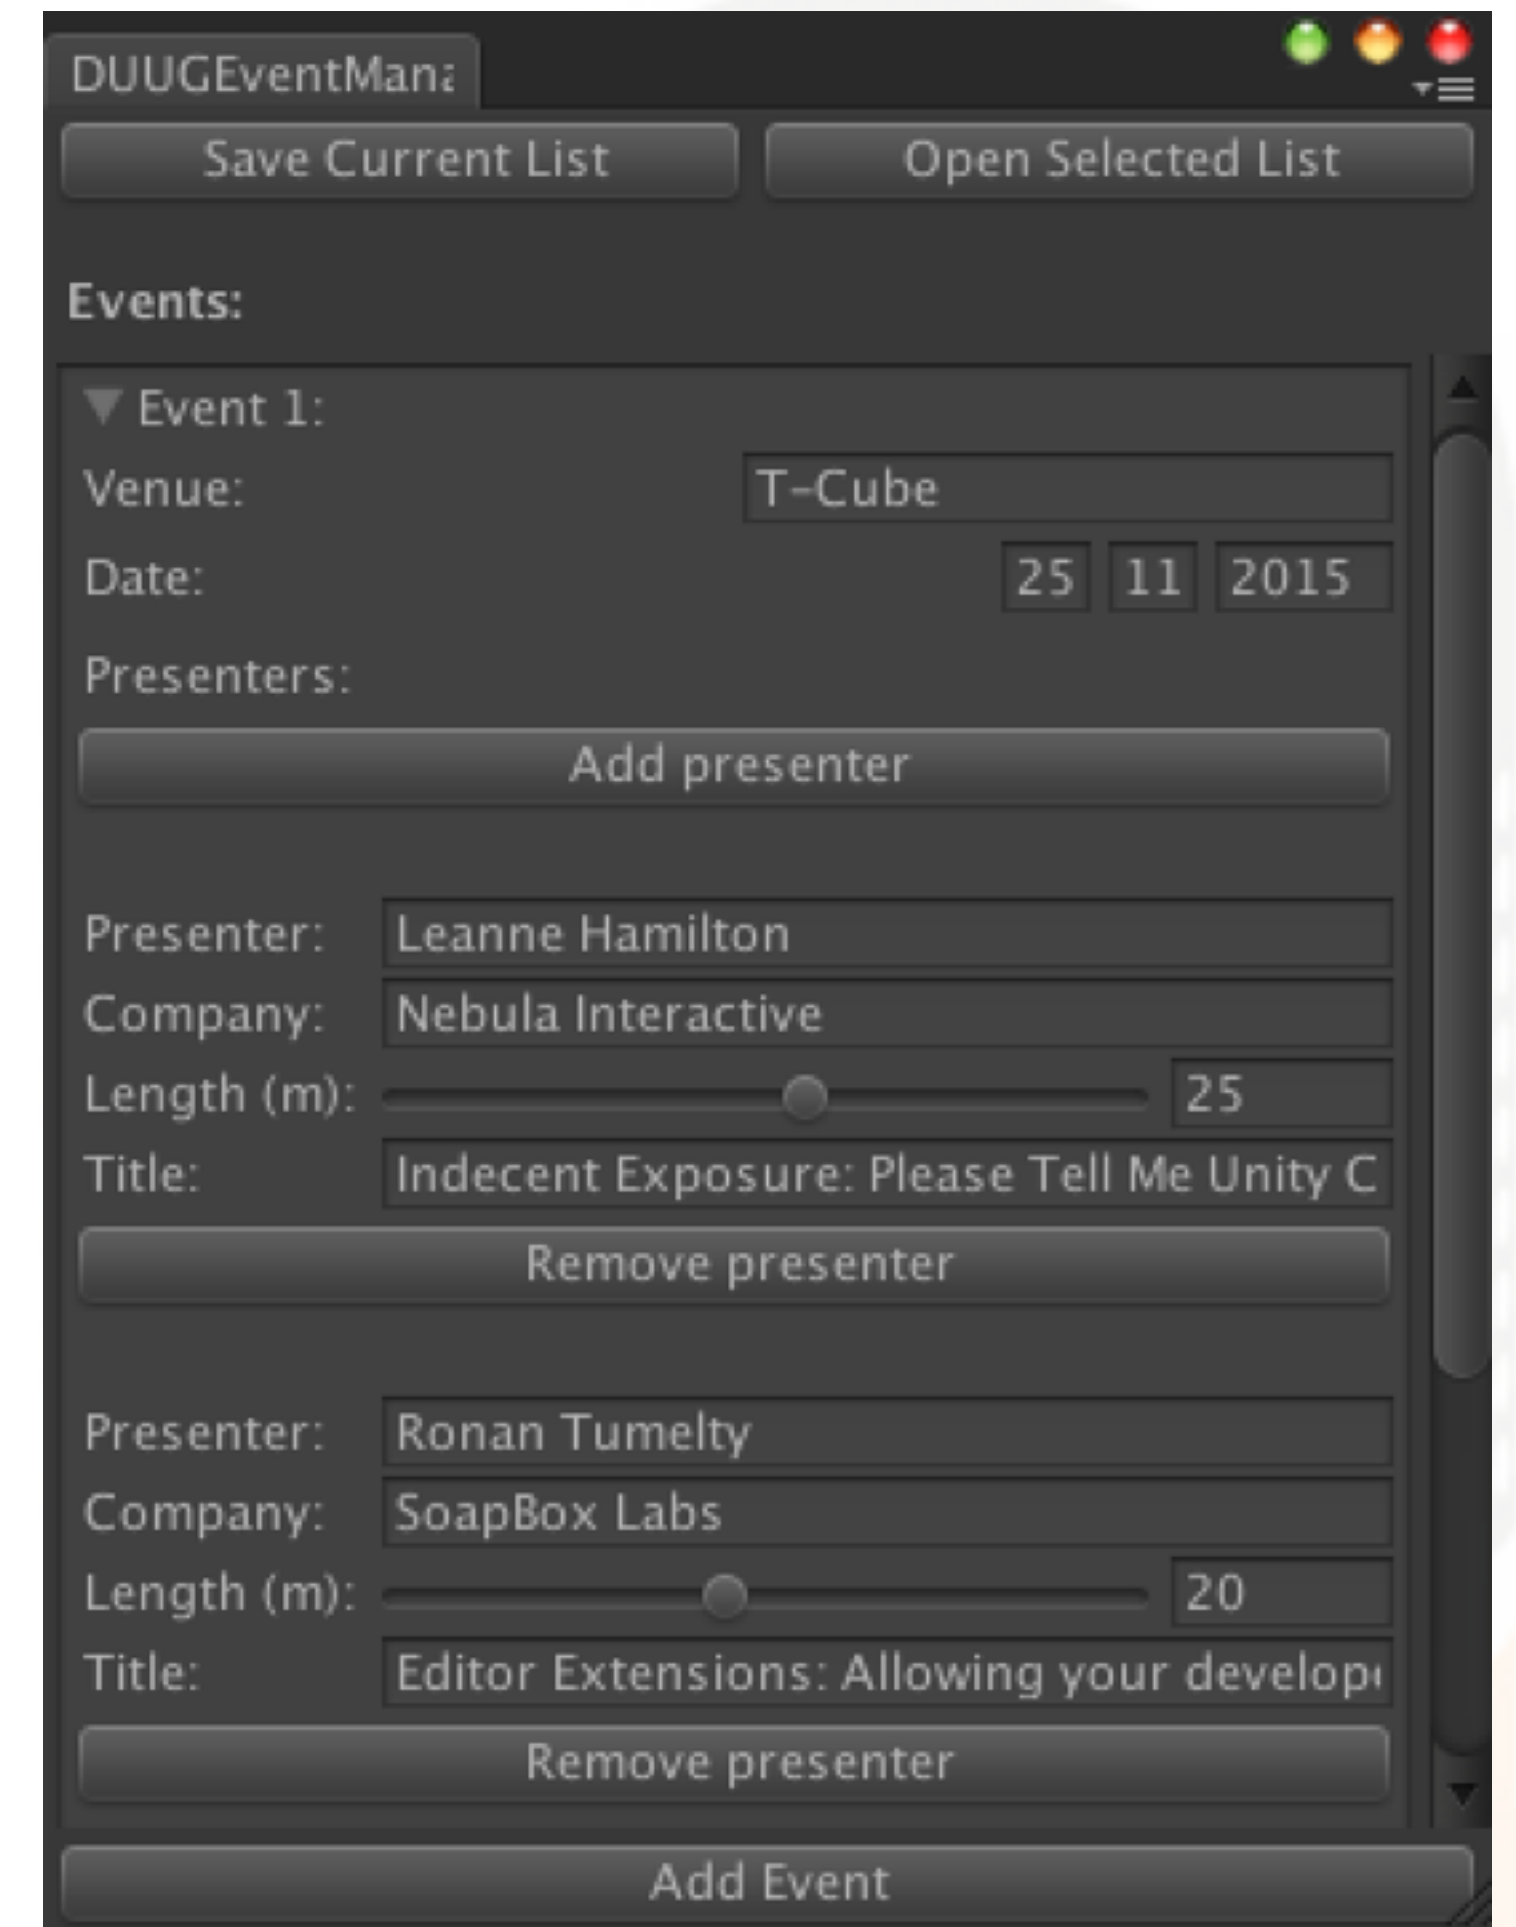 DUUGEventMana
Save Current List Open Selected List
Events:
Event 1:
Venue: T-Cube
Date: 25 11 2015
Presenters:
Add presenter
Presenter: Leanne Hamilton
Company: Nebula Interactive
Length (m): 25
Title: Indecent Exposure: Please Tell Me Unity C
Remove presenter
Presenter: Ronan Tumelty
Company: SoapBox Labs
Length (m): 20
Title: Editor Extensions: Allowing your develop
Remove presenter
Add Event